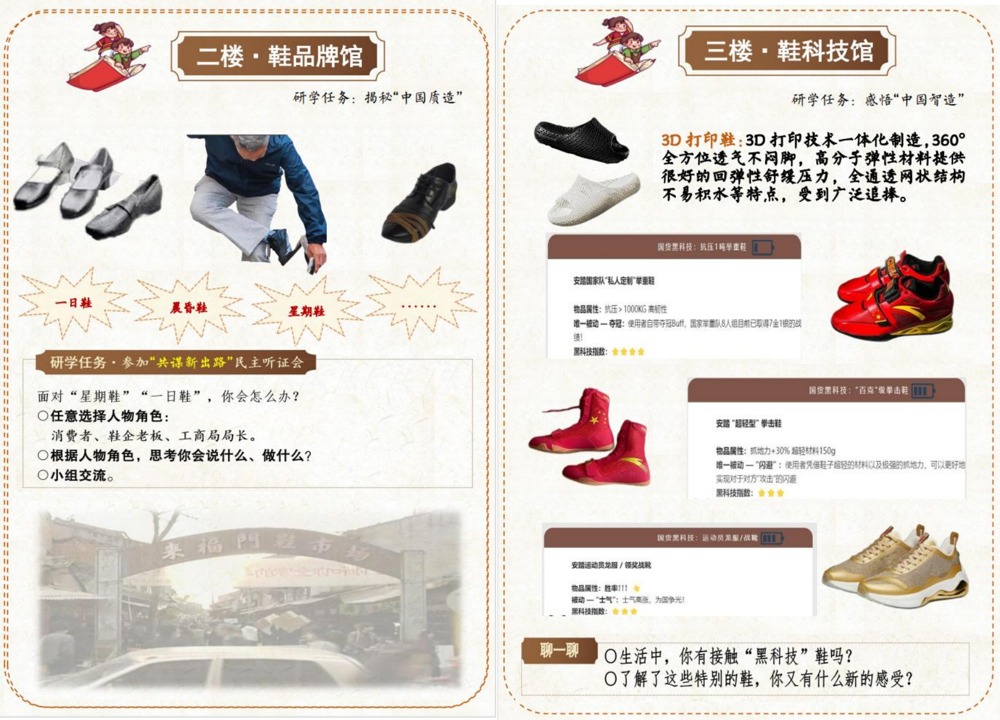 二楼·鞋品牌馆
研学任务：揭秘“中国质造”
一日鞋
晨昏鞋
星期鞋
......
研学任务·参加“共谋新出路”民主听证会
面对“星期鞋”“一日鞋”，你会怎么办？
○任意选择人物角色：
消费者、鞋企老板、工商局局长。
○根据人物角色，思考你会说什么、做什么？
○小组交流。
来福門鞋市场
三楼·鞋科技馆
研学任务：感悟“中国智造”
3D打印鞋：3D打印技术一体化制造，360°
全方位透气不闷脚，高分子弹性材料提供
很好的回弹性舒缓压力，全通透网状结构
不易积水等特点，受到广泛追捧。
国货黑科技：抗压1吨举重鞋
安踏国家队“私人定制”举重鞋
物品属性：抗压>1000KG 高韧性
唯一被动 — 夺冠：使用者自带夺冠Buff，国家举重队8人组目前已取得7金1银的战
绩！
黑科技指数：
国货黑科技：“百克”级拳击鞋
安踏 “超轻型” 拳击鞋
物品属性：抓地力+30% 超轻材料150g
唯一被动 — “闪避”：使用者凭借鞋子超轻的材料以及极强的抓地力，可以更好地
实现对于对方“攻击”的闪避
黑科技指数：
国货黑科技：运动员龙服/战靴
安踏运动员龙服 / 领奖战靴
物品属性：胜率↑↑↑
被动 — “士气”：士气高涨，为国争光！
黑科技指数：
聊一聊
○生活中，你有接触“黑科技”鞋吗？
○了解了这些特别的鞋，你又有什么新的感受？